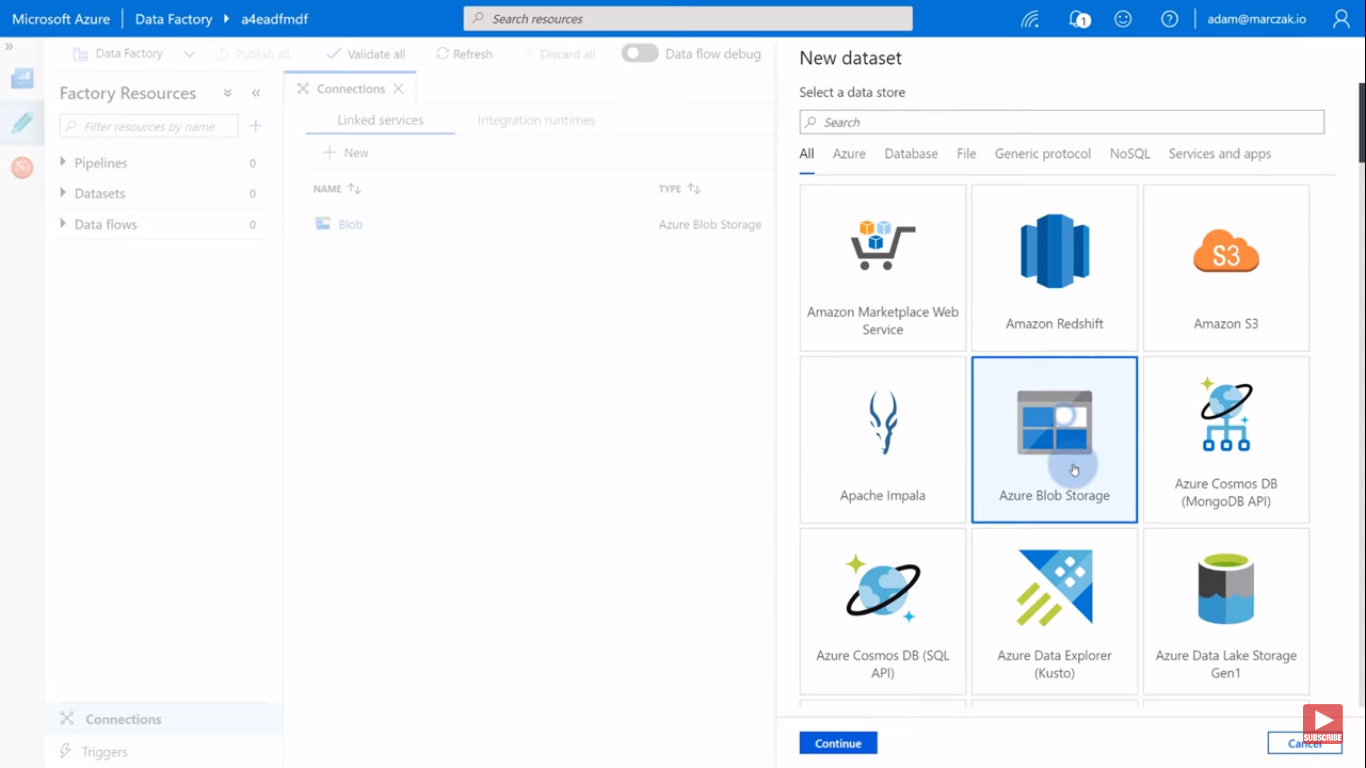 Microsoft Azure
Data Factory
a4eadfmdf
Search resources
1
adam@marczak.io
Data Factory
Publish all
Validate all
Refresh
Discard all
Data flow debug
Factory Resources
Filter resources by name
Pipelines 0
Datasets 0
Data flows 0
Connections
Triggers
Connections
Linked services
Integration runtimes
New
NAME
TYPE
Blob
Azure Blob Storage
New dataset
Select a data store
Search
All
Azure
Database
File
Generic protocol
NoSQL
Services and apps
Amazon Marketplace Web
Service
Amazon Redshift
S3
Amazon S3
Apache Impala
Azure Blob Storage
Azure Cosmos DB
(MongoDB API)
Azure Cosmos DB (SQL
API)
Azure Data Explorer
(Kusto)
Azure Data Lake Storage
Gen1
Continue
Cancel
SUBSCRIBE